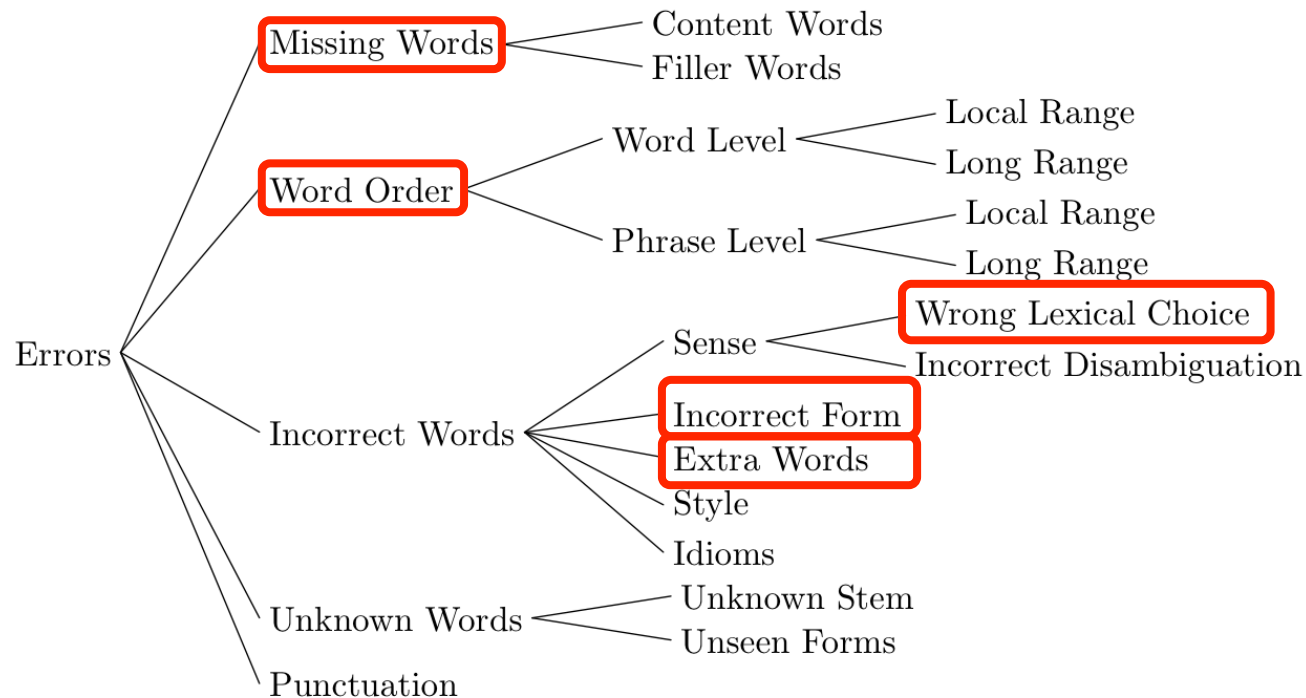 Content Words
Missing Words
Filler Words
Local Range
Word Level
Long Range
Word Order
Local Range
Phrase Level
Long Range
Wrong Lexical Choice
Sense
Errors
Incorrect Disambiguation
Incorrect Form
Incorrect Words
Extra Words
Style
Idioms
Unknown Stem
Unknown Words
Unseen Forms
Punctuation